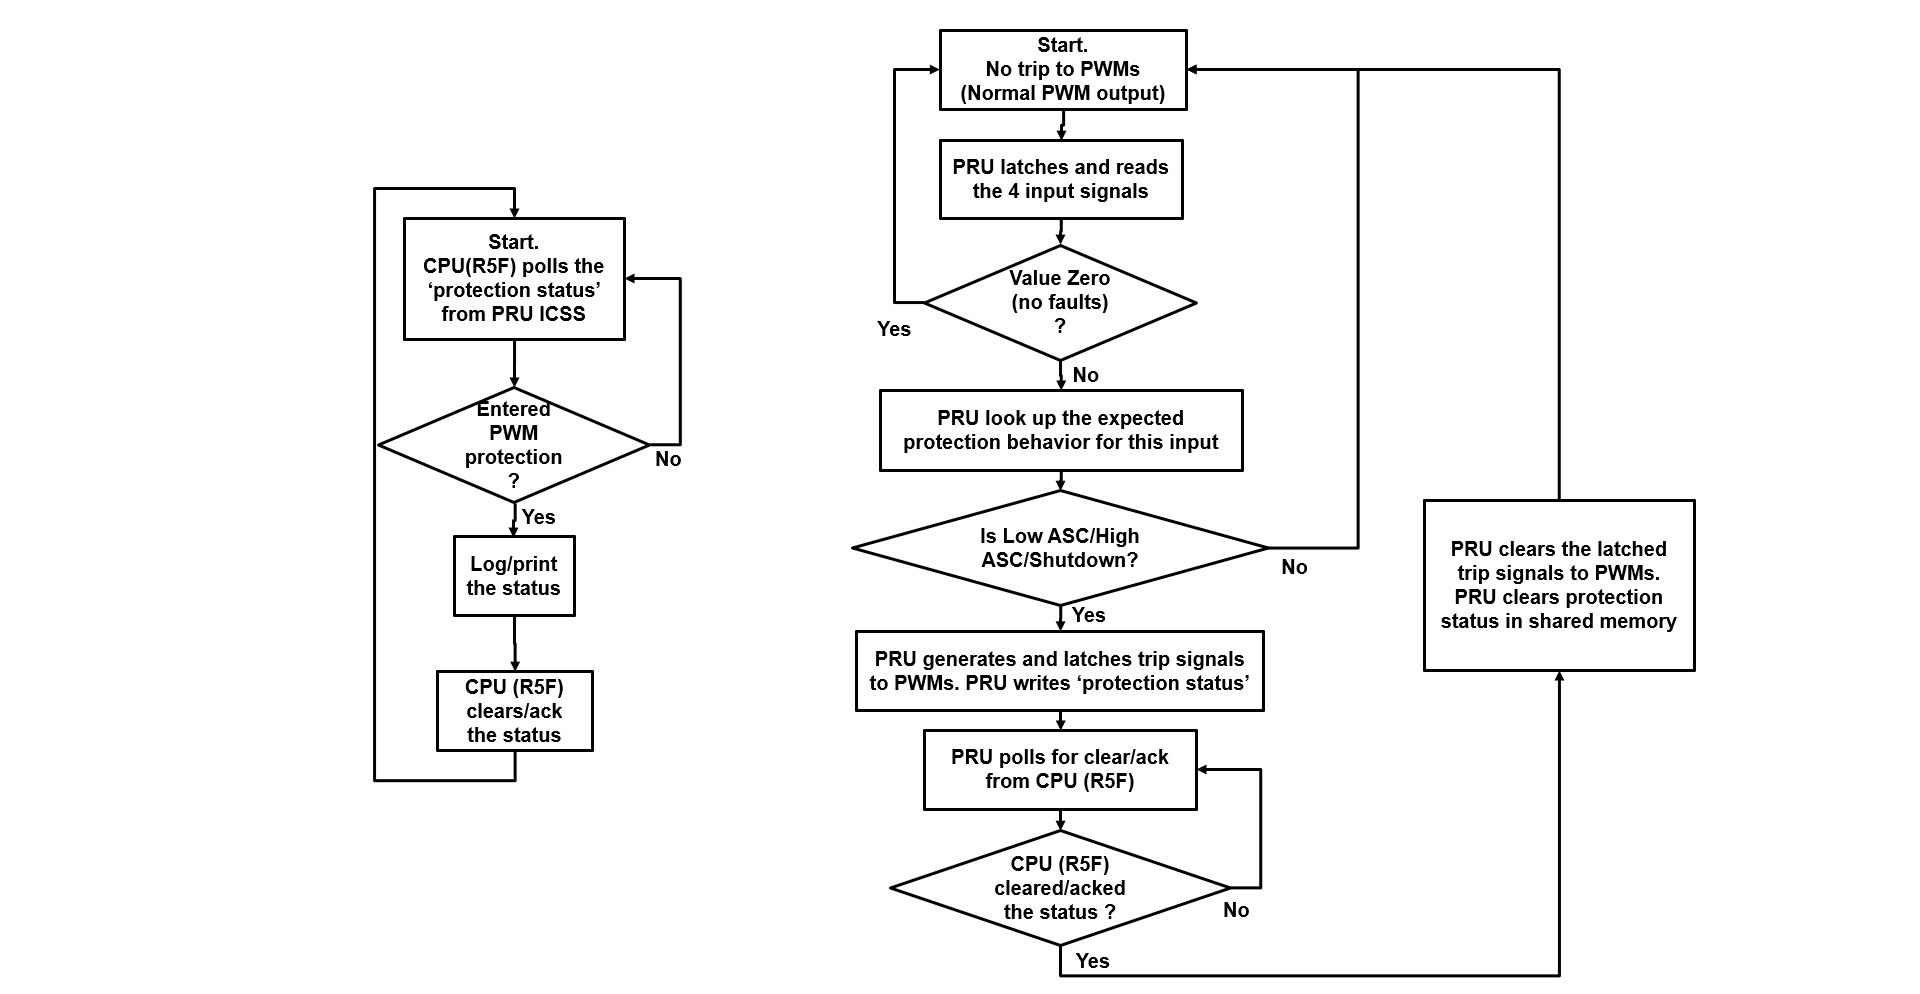 Start.
CPU(R5F) polls the
‘protection status’
from PRU ICSS
Entered
PWM
protection
?
No
Yes
Log/print
the status
CPU (R5F)
clears/ack
the status
Start.
No trip to PWMs
(Normal PWM output)
PRU latches and reads
the 4 input signals
Value Zero
(no faults)
?
Yes
No
PRU look up the expected
protection behavior for this input
Is Low ASC/High
ASC/Shutdown?
No
Yes
PRU generates and latches trip signals
to PWMs. PRU writes ‘protection status’
PRU polls for clear/ack
from CPU (R5F)
CPU (R5F)
cleared/acked
the status ?
No
Yes
PRU clears the latched
trip signals to PWMs.
PRU clears protection
status in shared memory